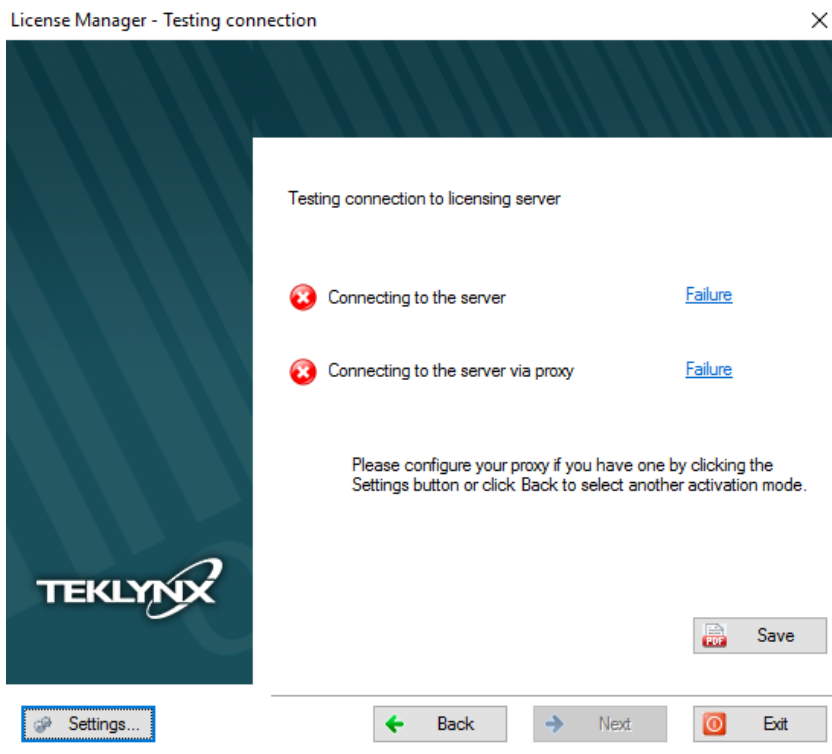 License Manager - Testing connection
Testing connection to licensing server
Connecting to the server Failure
Connecting to the server via proxy Failure
Please configure your proxy if you have one by clicking the
Settings button or click Back to select another activation mode.
TEKLYNX
PDF Save
Settings... Back Next Exit